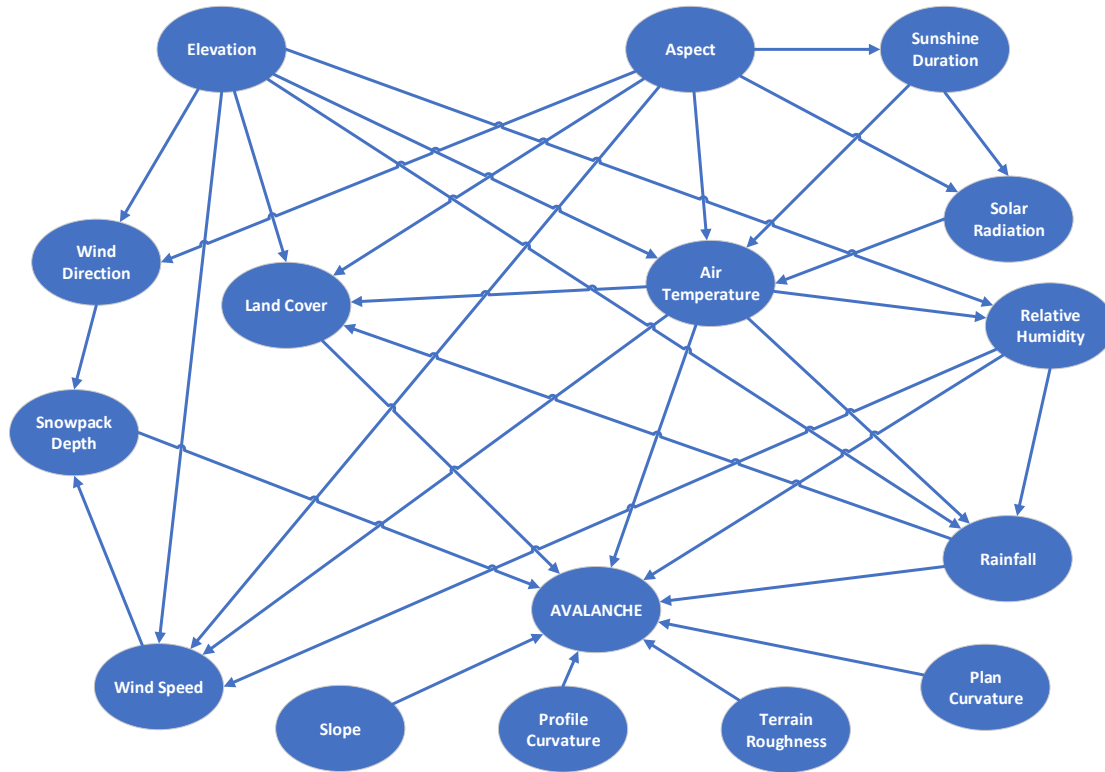 Elevation
Aspect
Sunshine
Duration
Wind
Direction
Land Cover
Air
Temperature
Solar
Radiation
Relative
Humidity
Snowpack
Depth
Rainfall
AVALANCHE
Wind Speed
Slope
Profile
Curvature
Terrain
Roughness
Plan
Curvature